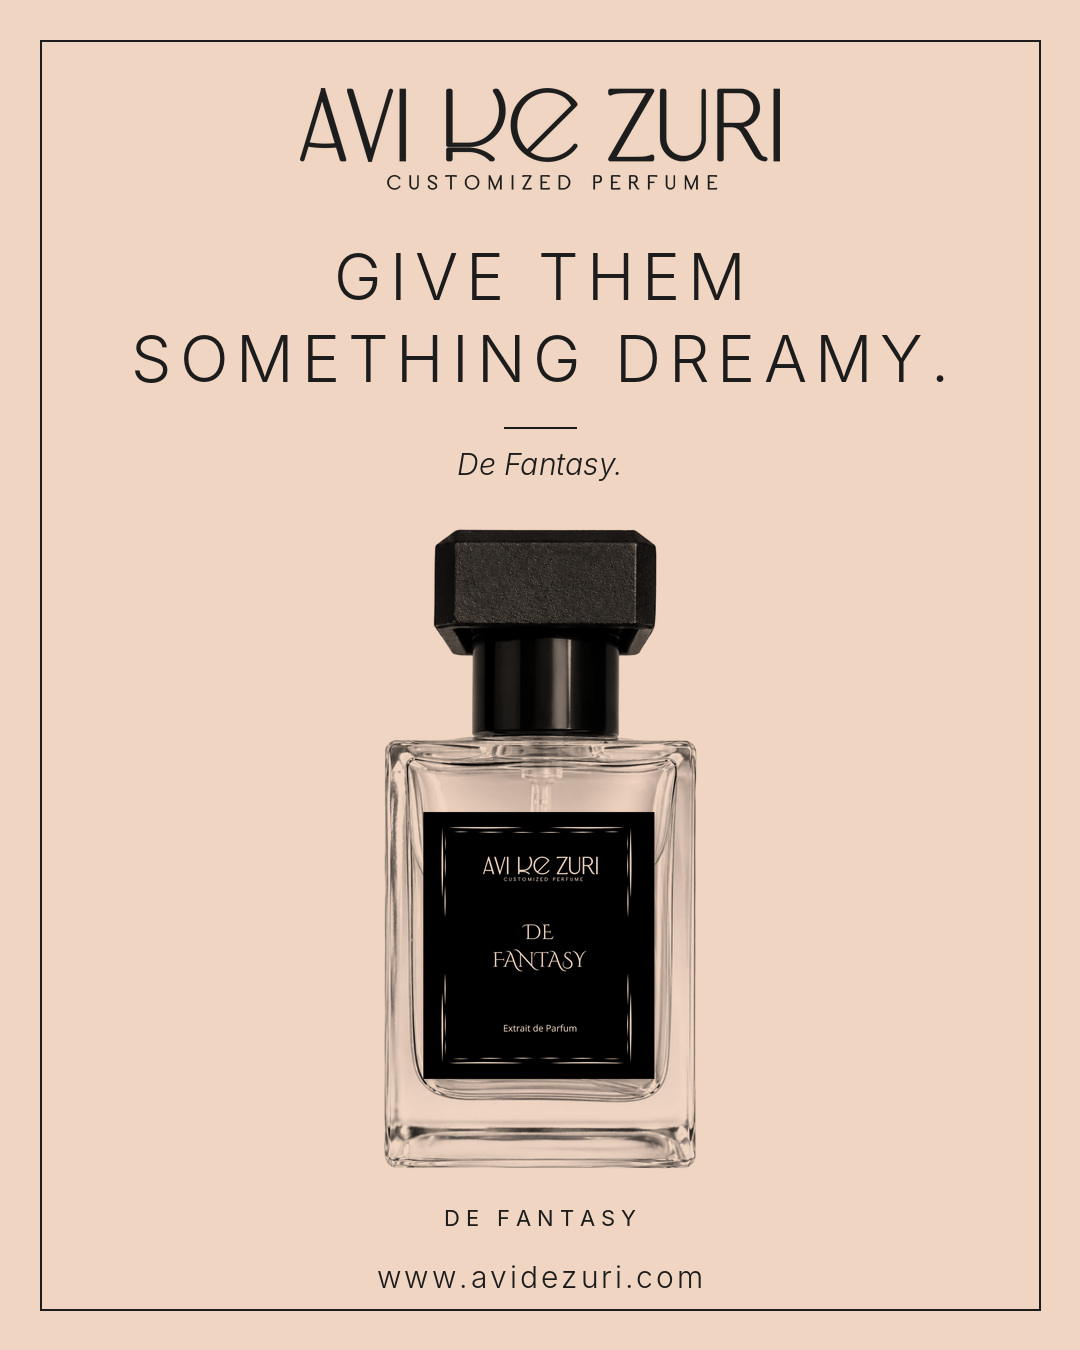 AVI De ZURI
CUSTOMIZED PERFUME
GIVE THEM
SOMETHING DREAMY.
De Fantasy.
AVI De ZURI
CUSTOMIZED PERFUME
DE
FANTASY
Extrait de Parfum
DE FANTASY
www.avidezuri.com